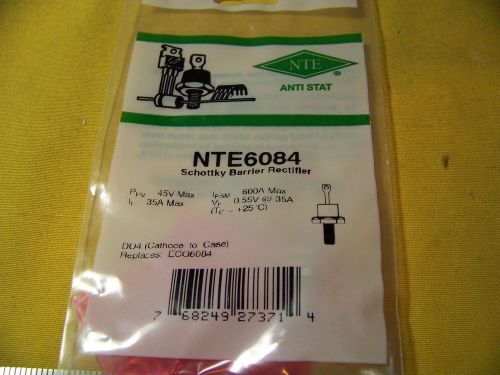 NTE
®
ANTI STAT
NTE6084
Schottky Barrier Rectifier
PRV 45V Max IFSM 600A Max
IF 35A Max VF 0.55V @ 35A
(TC = +25°C)
DO4 (Cathode to Case)
Replaces: ECG6084
7 68249 27371 4